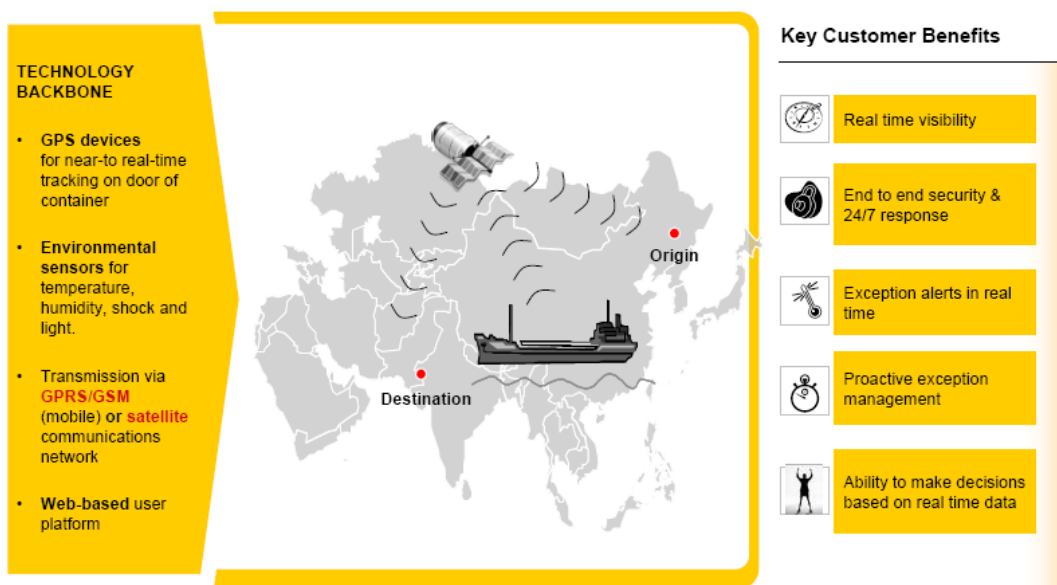 TECHNOLOGY
BACKBONE
• GPS devices
for near-to real-time
tracking on door of
container
• Environmental
sensors for
temperature,
humidity, shock and
light.
• Transmission via
GPRS/GSM
(mobile) or satellite
communications
network
• Web-based user
platform
Origin
Destination
Key Customer Benefits
Real time visibility
End to end security &
24/7 response
Exception alerts in real
time
Proactive exception
management
Ability to make decisions
based on real time data